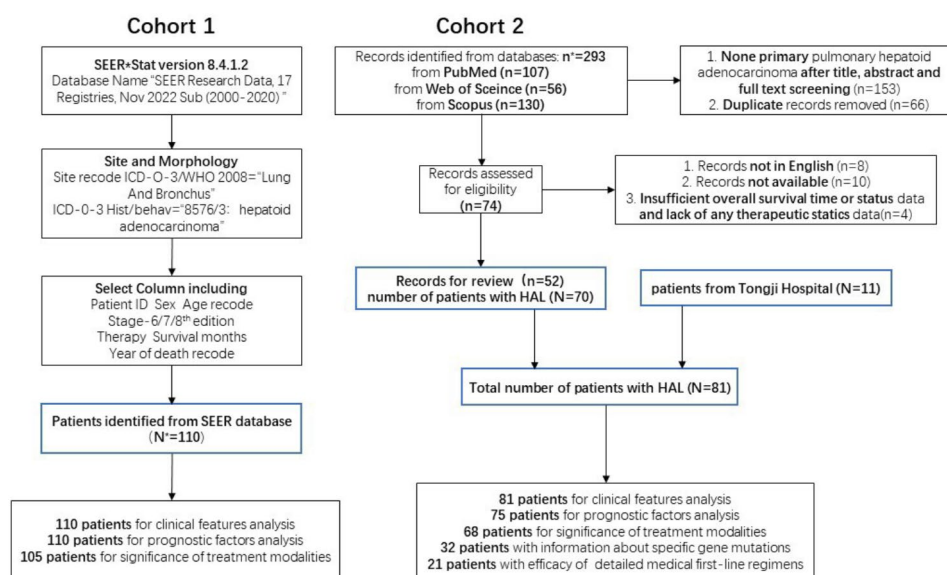 Cohort 1
SEER*Stat version 8.4.1.2
Database Name “SEER Research Data, 17
Registries, Nov 2022 Sub (2000-2020) ”
Site and Morphology
Site recode ICD-O-3/WHO 2008=“Lung
And Bronchus”
ICD-0-3 Hist/behav=“8576/3: hepatoid
adenocarcinoma”
Select Column including
Patient ID Sex Age recode
Stage-6/7/8th edition
Therapy Survival months
Year of death recode
Patients identified from SEER database
(N*=110)
110 patients for clinical features analysis
110 patients for prognostic factors analysis
105 patients for significance of treatment modalities
Cohort 2
Records identified from databases: n*=293
from PubMed (n=107)
from Web of Sceince (n=56)
from Scopus (n=130)
1. None primary pulmonary hepatoid
adenocarcinoma after title, abstract and
full text screening (n=153)
2. Duplicate records removed (n=66)
Records assessed
for eligibility
(n=74)
1. Records not in English (n=8)
2. Records not available (n=10)
3. Insufficient overall survival time or status data
and lack of any therapeutic statics data(n=4)
Records for review (n=52)
number of patients with HAL (N=70)
patients from Tongji Hospital (N=11)
Total number of patients with HAL (N=81)
81 patients for clinical features analysis
75 patients for prognostic factors analysis
68 patients for significance of treatment modalities
32 patients with information about specific gene mutations
21 patients with efficacy of detailed medical first-line regimens